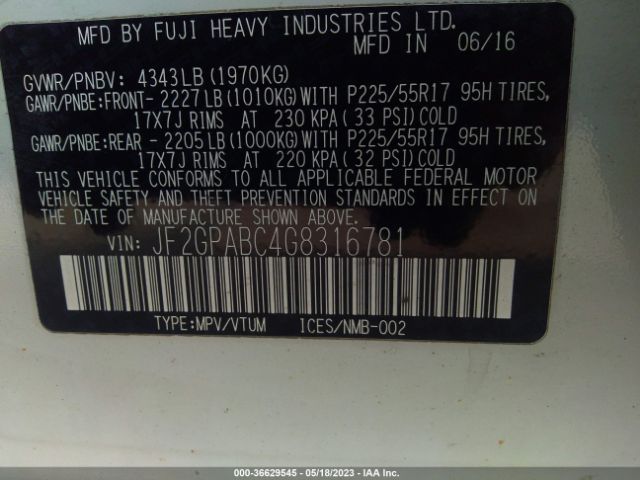 MFD BY FUJI HEAVY INDUSTRIES LTD.
MFD IN 06/16
GVWR/PNBV: 4343LB (1970KG)
GAWR/PNBE:FRONT- 2227LB(1010KG)WITH P225/55R17 95H TIRES,
17X7J RIMS AT 230 KPA( 33 PSI)COLD
GAWR/PNBE:REAR - 2205LB(1000KG)WITH P225/55R17 95H TIRES,
17X7J RIMS AT 220 KPA( 32 PSI)COLD
THIS VEHICLE CONFORMS TO ALL APPLICABLE FEDERAL MOTOR
VEHICLE SAFETY AND THEFT PREVENTION STANDARDS IN EFFECT ON
THE DATE OF MANUFACTURE SHOWN ABOVE.
VIN: JF2GPABC4G8316781
TYPE:MPV/VTUM ICES/NMB-002
000-36629545 - 05/18/2023 - IAA, Inc.